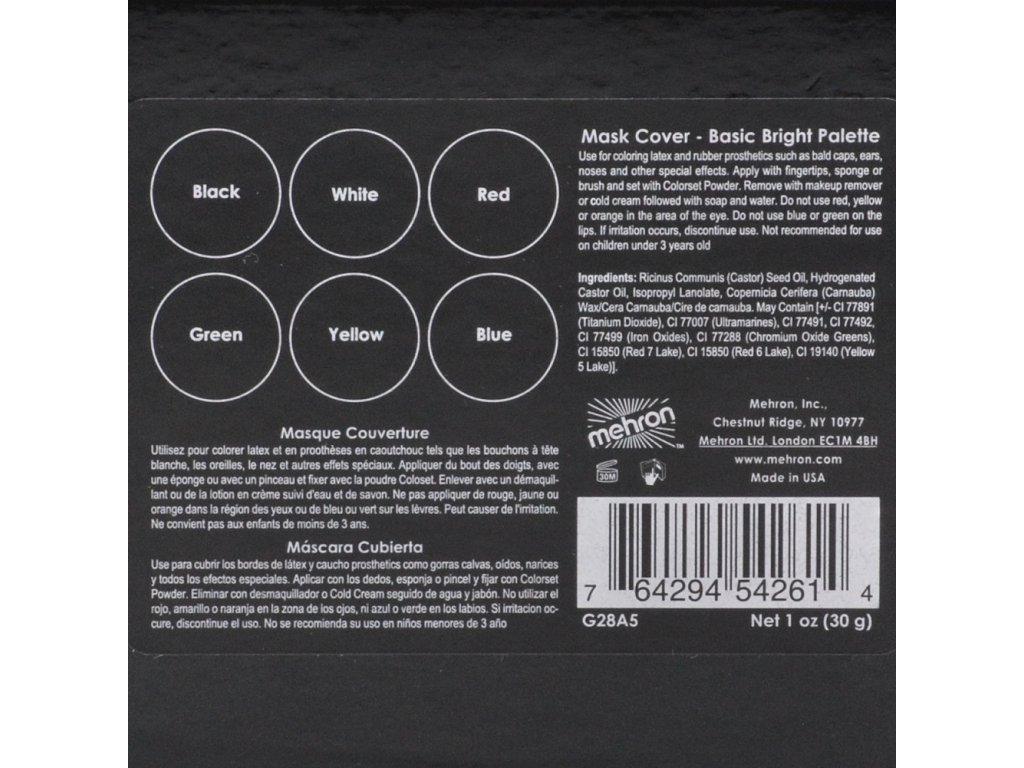 Black
White
Red
Green
Yellow
Blue
Masque Couverture
Utilisez pour colorer latex et en proothèses en caoutchouc tels que les bouchons à tête
blanche, les oreilles, le nez et autres effets spéciaux. Appliquer du bout des doigts, avec
une éponge ou avec un pinceau et fixer avec la poudre Coloset. Enlever avec un démaquil-
lant ou de la lotion en crème suivi d'eau et de savon. Ne pas appliquer de rouge, jaune ou
orange dans la région des yeux ou de bleu ou vert sur les lèvres. Peut causer de l'irritation.
Ne convient pas aux enfants de moins de 3 ans.
Máscara Cubierta
Use para cubrir los bordes de látex y caucho prosthetics como gorras calvas, oídos, narices
y todos los efectos especiales. Aplicar con los dedos, esponja o pincel y fijar con Colorset
Powder. Eliminar con desmaquillador o Cold Cream seguido de agua y jabón. No utilizar el
rojo, amarillo o naranja en la zona de los ojos, ni azul o verde en los labios. Si irritacion oc-
cure, discontinue el uso. No se recomienda su uso en niños menores de 3 año
Mask Cover - Basic Bright Palette
Use for coloring latex and rubber prosthetics such as bald caps, ears,
noses and other special effects. Apply with fingertips, sponge or
brush and set with Colorset Powder. Remove with makeup remover
or cold cream followed with soap and water. Do not use red, yellow
or orange in the area of the eye. Do not use blue or green on the
lips. If irritation occurs, discontinue use. Not recommended for use
on children under 3 years old
Ingredients: Ricinus Communis (Castor) Seed Oil, Hydrogenated
Castor Oil, Isopropyl Lanolate, Copernicia Cerifera (Carnauba)
Wax/Cera Carnauba/Cire de carnauba. May Contain [+/- CI 77891
(Titanium Dioxide), CI 77007 (Ultramarines), CI 77491, CI 77492,
CI 77499 (Iron Oxides), CI 77288 (Chromium Oxide Greens),
CI 15850 (Red 7 Lake), CI 15850 (Red 6 Lake), CI 19140 (Yellow
5 Lake)].
mehron™
Mehron, Inc.,
Chestnut Ridge, NY 10977
Mehron Ltd. London EC1M 4BH
www.mehron.com
Made in USA
30M
7 64294 54261 4
G28A5 Net 1 oz (30 g)